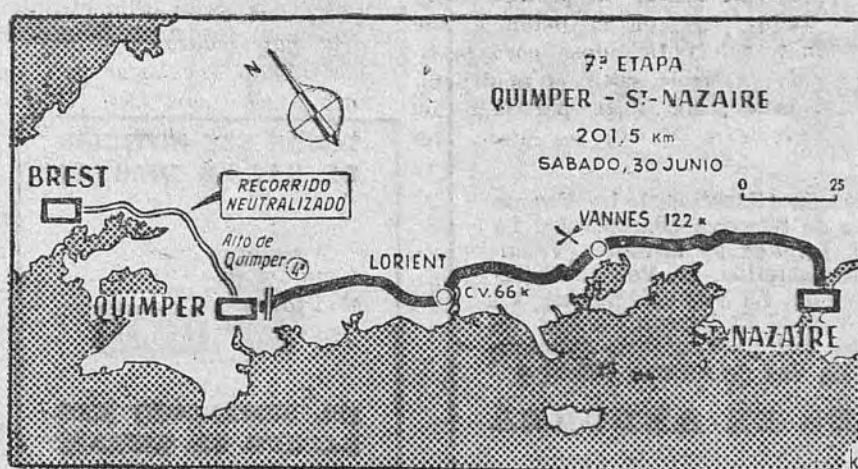 7ª ETAPA
QUIMPER - Sᵀ-NAZAIRE
201,5 Km
SABADO, 30 JUNIO
0 25
N
BREST
RECORRIDO
NEUTRALIZADO
Alto de
Quimper 4ª
QUIMPER
LORIENT
C.V. 66 K
VANNES 122 K
Sᵀ-NAZAIRE